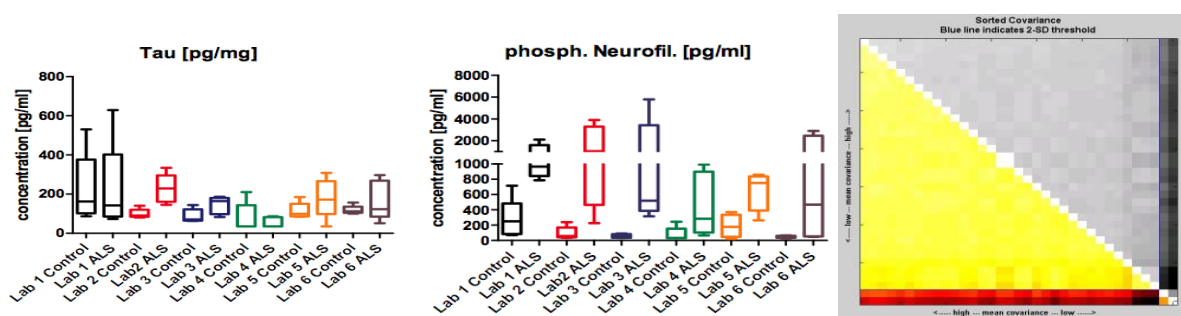 Tau [pg/mg]
concentration [pg/ml]
800
600
400
200
0
Lab 1 Control
Lab 1 ALS
Lab 2 Control
Lab2 ALS
Lab 3 Control
Lab 3 ALS
Lab 4 Control
Lab 4 ALS
Lab 5 Control
Lab 5 ALS
Lab 6 Control
Lab 6 ALS
phosph. Neurofil. [pg/ml]
concentration [pg/ml]
8000
6000
4000
2000
1000
800
600
400
200
0
Lab 1 Control
Lab 1 ALS
Lab 2 Control
Lab2 ALS
Lab 3 Control
Lab 3 ALS
Lab 4 Control
Lab 4 ALS
Lab 5 Control
Lab 5 ALS
Lab 6 Control
Lab 6 ALS
Sorted Covariance
Blue line indicates 2-SD threshold
<----- low --- mean covariance --- high ----->
<----- high --- mean covariance --- low ------>